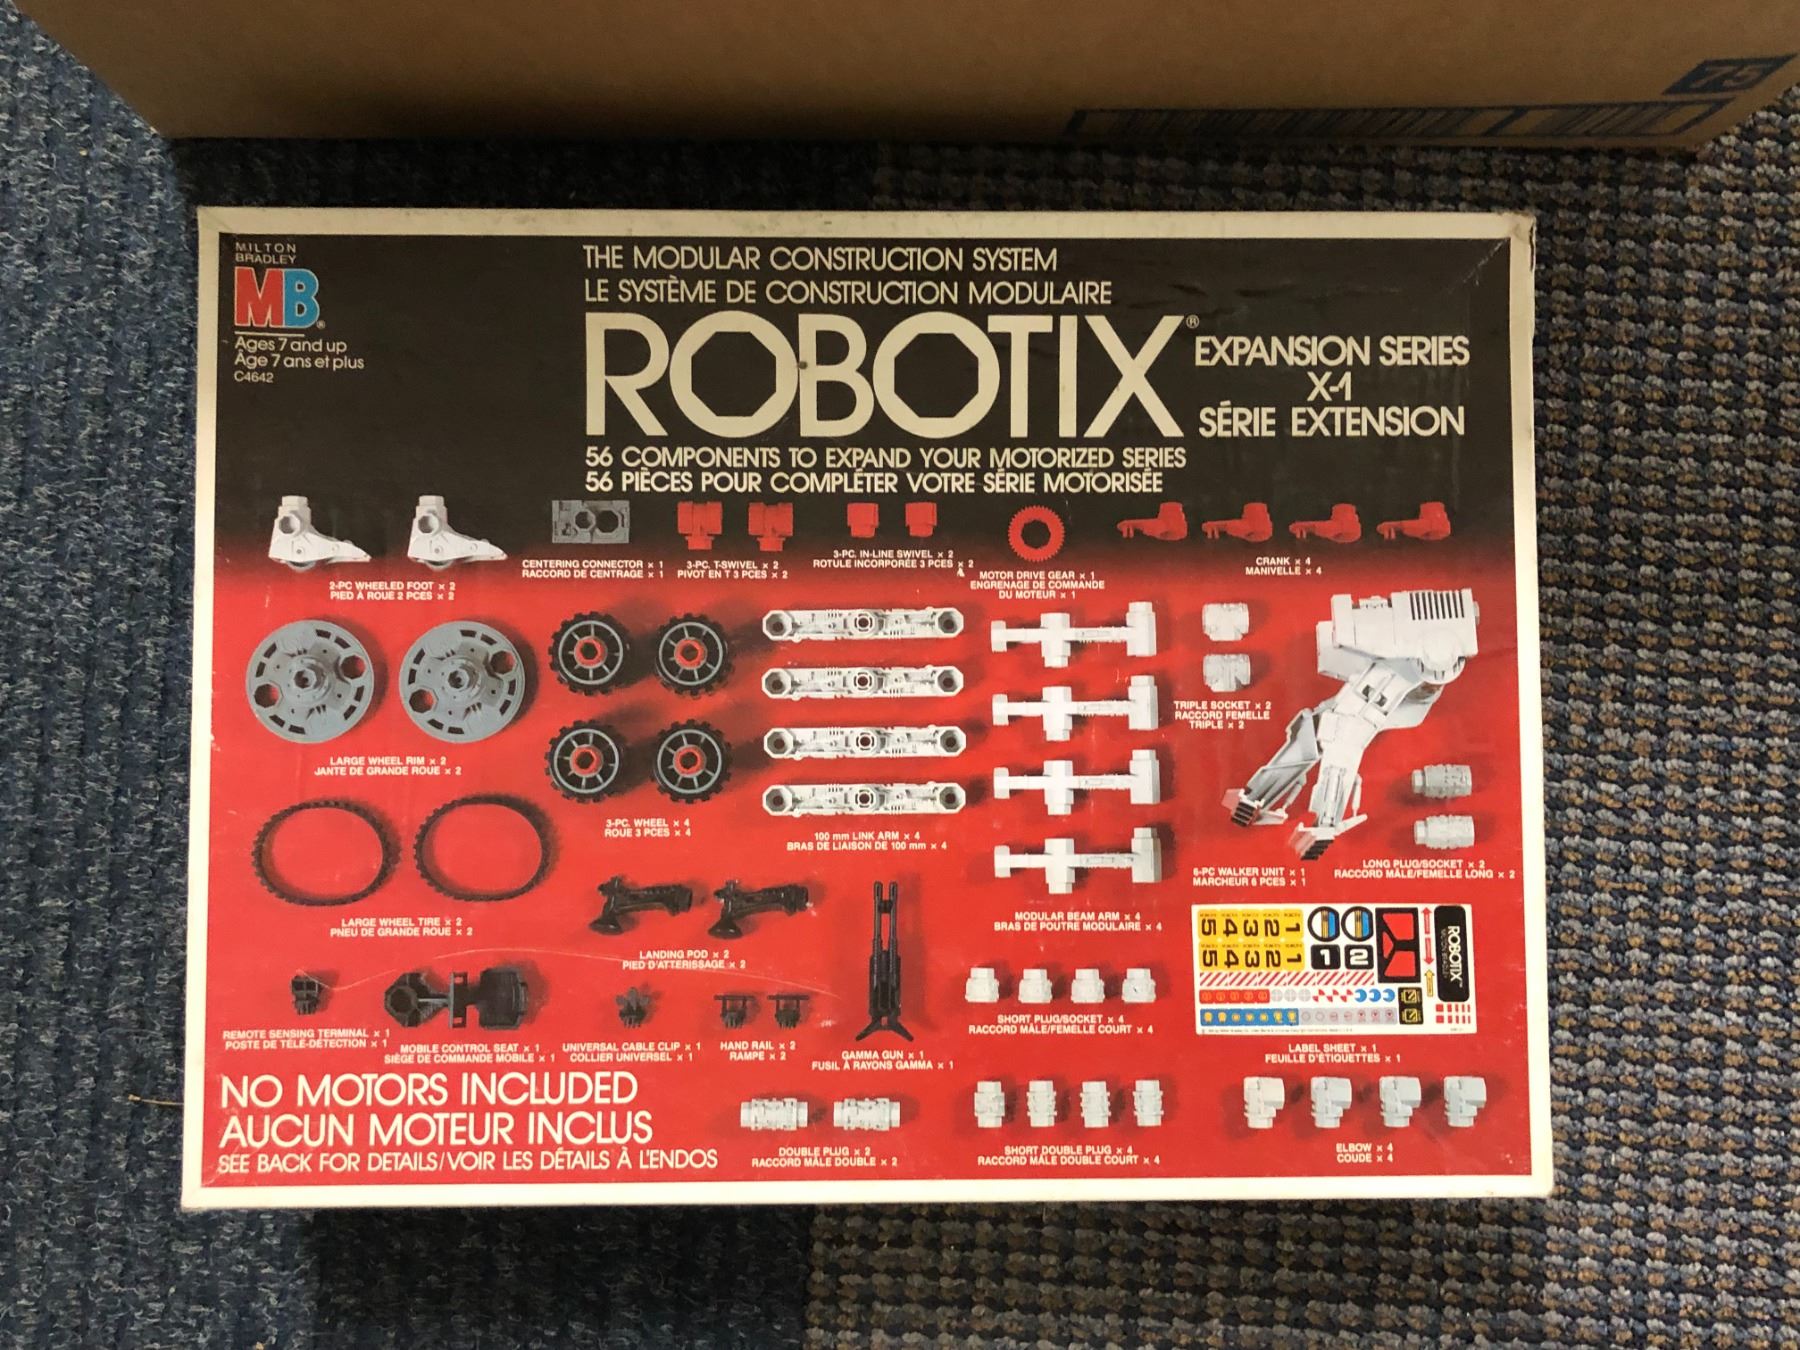 MILTON
BRADLEY
MB
Ages 7 and up
Âge 7 ans et plus
C4642
THE MODULAR CONSTRUCTION SYSTEM
LE SYSTÈME DE CONSTRUCTION MODULAIRE
ROBOTIX®
EXPANSION SERIES
X-1
SÉRIE EXTENSION
56 COMPONENTS TO EXPAND YOUR MOTORIZED SERIES
56 PIÈCES POUR COMPLÉTER VOTRE SÉRIE MOTORISÉE
2-PC WHEELED FOOT × 2
PIED À ROUE 2 PCES × 2
CENTERING CONNECTOR × 1
RACCORD DE CENTRAGE × 1
3-PC. T-SWIVEL × 2
PIVOT EN T 3 PCES × 2
3-PC. IN-LINE SWIVEL × 2
ROTULE INCORPORÉE 3 PCES × 2
MOTOR DRIVE GEAR × 1
ENGRENAGE DE COMMANDE
DU MOTEUR × 1
CRANK × 4
MANIVELLE × 4
LARGE WHEEL RIM × 2
JANTE DE GRANDE ROUE × 2
3-PC. WHEEL × 4
ROUE 3 PCES × 4
100 mm LINK ARM × 4
BRAS DE LIAISON DE 100 mm × 4
TRIPLE SOCKET × 2
RACCORD FEMELLE
TRIPLE × 2
6-PC WALKER UNIT × 1
MARCHEUR 6 PCES × 1
LONG PLUG/SOCKET × 2
RACCORD MÂLE/FEMELLE LONG × 2
LARGE WHEEL TIRE × 2
PNEU DE GRANDE ROUE × 2
LANDING POD × 2
PIED D'ATTERISSAGE × 2
MODULAR BEAM ARM × 4
BRAS DE POUTRE MODULAIRE × 4
5 4 3 2 1
5 4 3 2 1
1 2
ROBOTIX
REMOTE SENSING TERMINAL × 1
POSTE DE TÉLÉ-DÉTECTION × 1
MOBILE CONTROL SEAT × 1
SIÈGE DE COMMANDE MOBILE × 1
UNIVERSAL CABLE CLIP × 1
COLLIER UNIVERSEL × 1
HAND RAIL × 2
RAMPE × 2
GAMMA GUN × 1
FUSIL À RAYONS GAMMA × 1
SHORT PLUG/SOCKET × 4
RACCORD MÂLE/FEMELLE COURT × 4
LABEL SHEET × 1
FEUILLE D'ÉTIQUETTES × 1
NO MOTORS INCLUDED
AUCUN MOTEUR INCLUS
SEE BACK FOR DETAILS/VOIR LES DÉTAILS À L'ENDOS
DOUBLE PLUG × 2
RACCORD MÂLE DOUBLE × 2
SHORT DOUBLE PLUG × 4
RACCORD MÂLE DOUBLE COURT × 4
ELBOW × 4
COUDE × 4